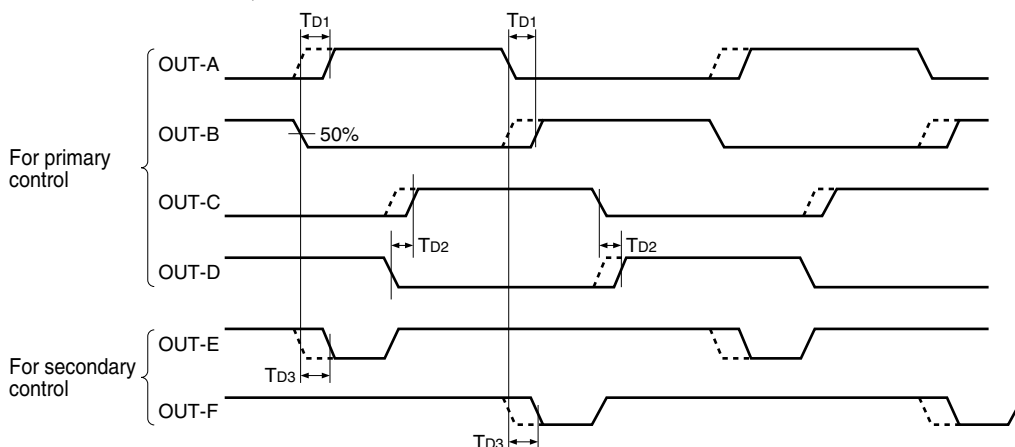 TD1 TD1
OUT-A
OUT-B
50%
For primary
control
OUT-C
TD2 TD2
OUT-D
OUT-E
For secondary
control
TD3
OUT-F
TD3